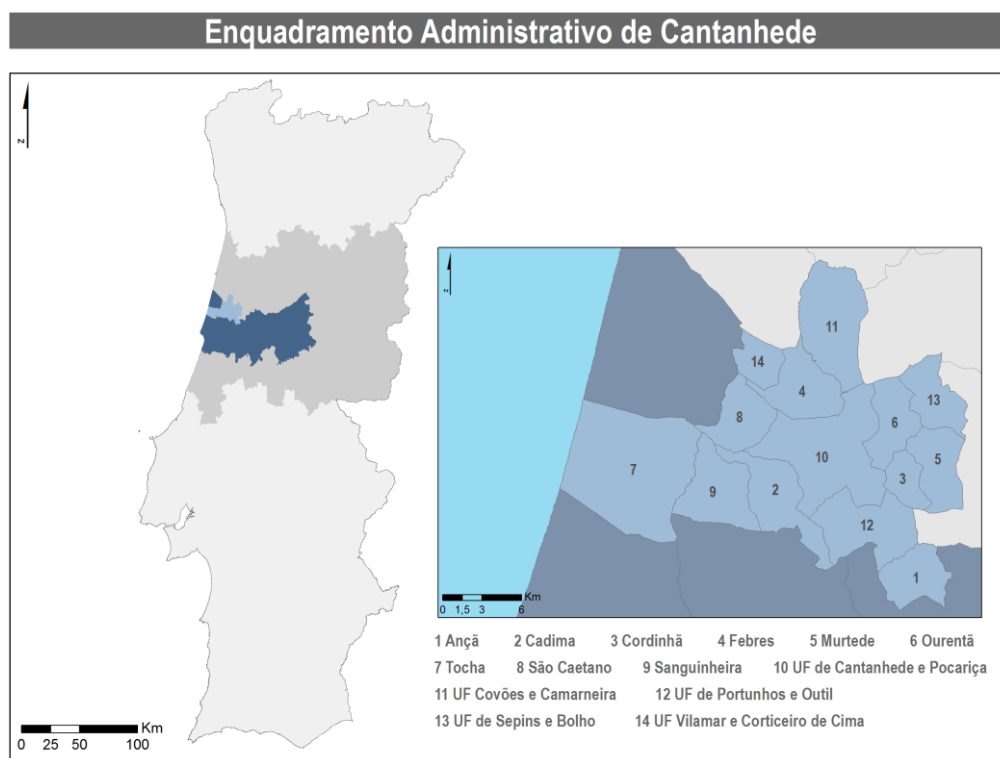 Enquadramento Administrativo de Cantanhede
z
z
11
14
4
13
8
6
10
5
7
3
9
2
12
1
Km
0 1,5 3 6
1 Ançã 2 Cadima 3 Cordinhã 4 Febres 5 Murtede 6 Ourentã
7 Tocha 8 São Caetano 9 Sanguinheira 10 UF de Cantanhede e Pocariça
11 UF Covões e Camarneira 12 UF de Portunhos e Outil
13 UF de Sepins e Bolho 14 UF Vilamar e Corticeiro de Cima
Km
0 25 50 100